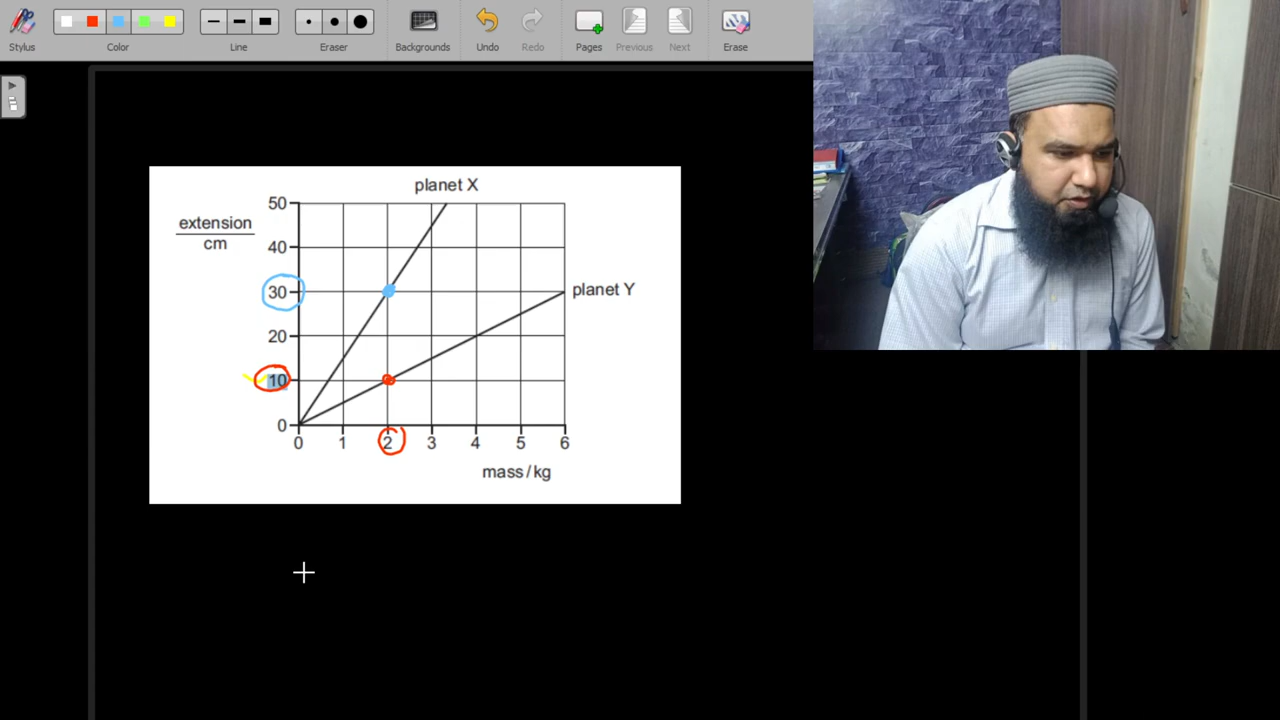 Stylus
Color
Line
Eraser
Backgrounds
Undo
Redo
Pages
Previous
Next
Erase
planet X
extension
cm
50
40
30
20
10
0
planet Y
0 1 2 3 4 5 6
mass/kg